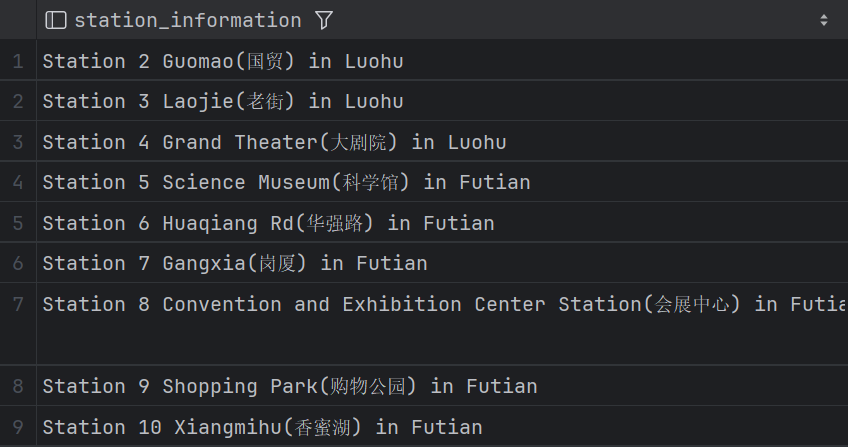 station_information
1 Station 2 Guomao(国贸) in Luohu
2 Station 3 Laojie(老街) in Luohu
3 Station 4 Grand Theater(大剧院) in Luohu
4 Station 5 Science Museum(科学馆) in Futian
5 Station 6 Huaqiang Rd(华强路) in Futian
6 Station 7 Gangxia(岗厦) in Futian
7 Station 8 Convention and Exhibition Center Station(会展中心) in Futia
8 Station 9 Shopping Park(购物公园) in Futian
9 Station 10 Xiangmihu(香蜜湖) in Futian